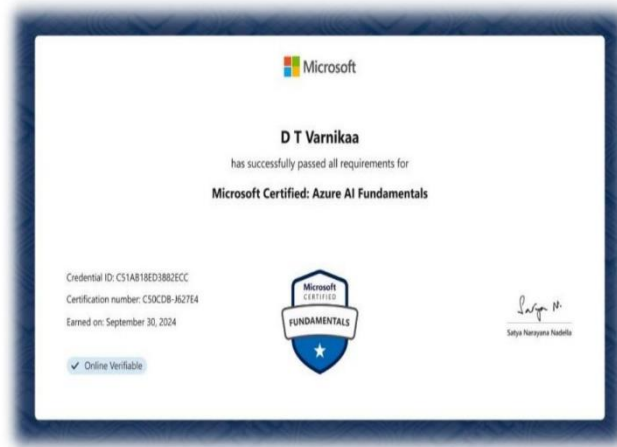 Microsoft
D T Varnikaa
has successfully passed all requirements for
Microsoft Certified: Azure AI Fundamentals
Credential ID: C51AB18ED3882ECC
Certification number: C50CDB-J627E4
Earned on: September 30, 2024
✓ Online Verifiable
Microsoft
CERTIFIED
FUNDAMENTALS
Satya N.
Satya Narayana Nadella